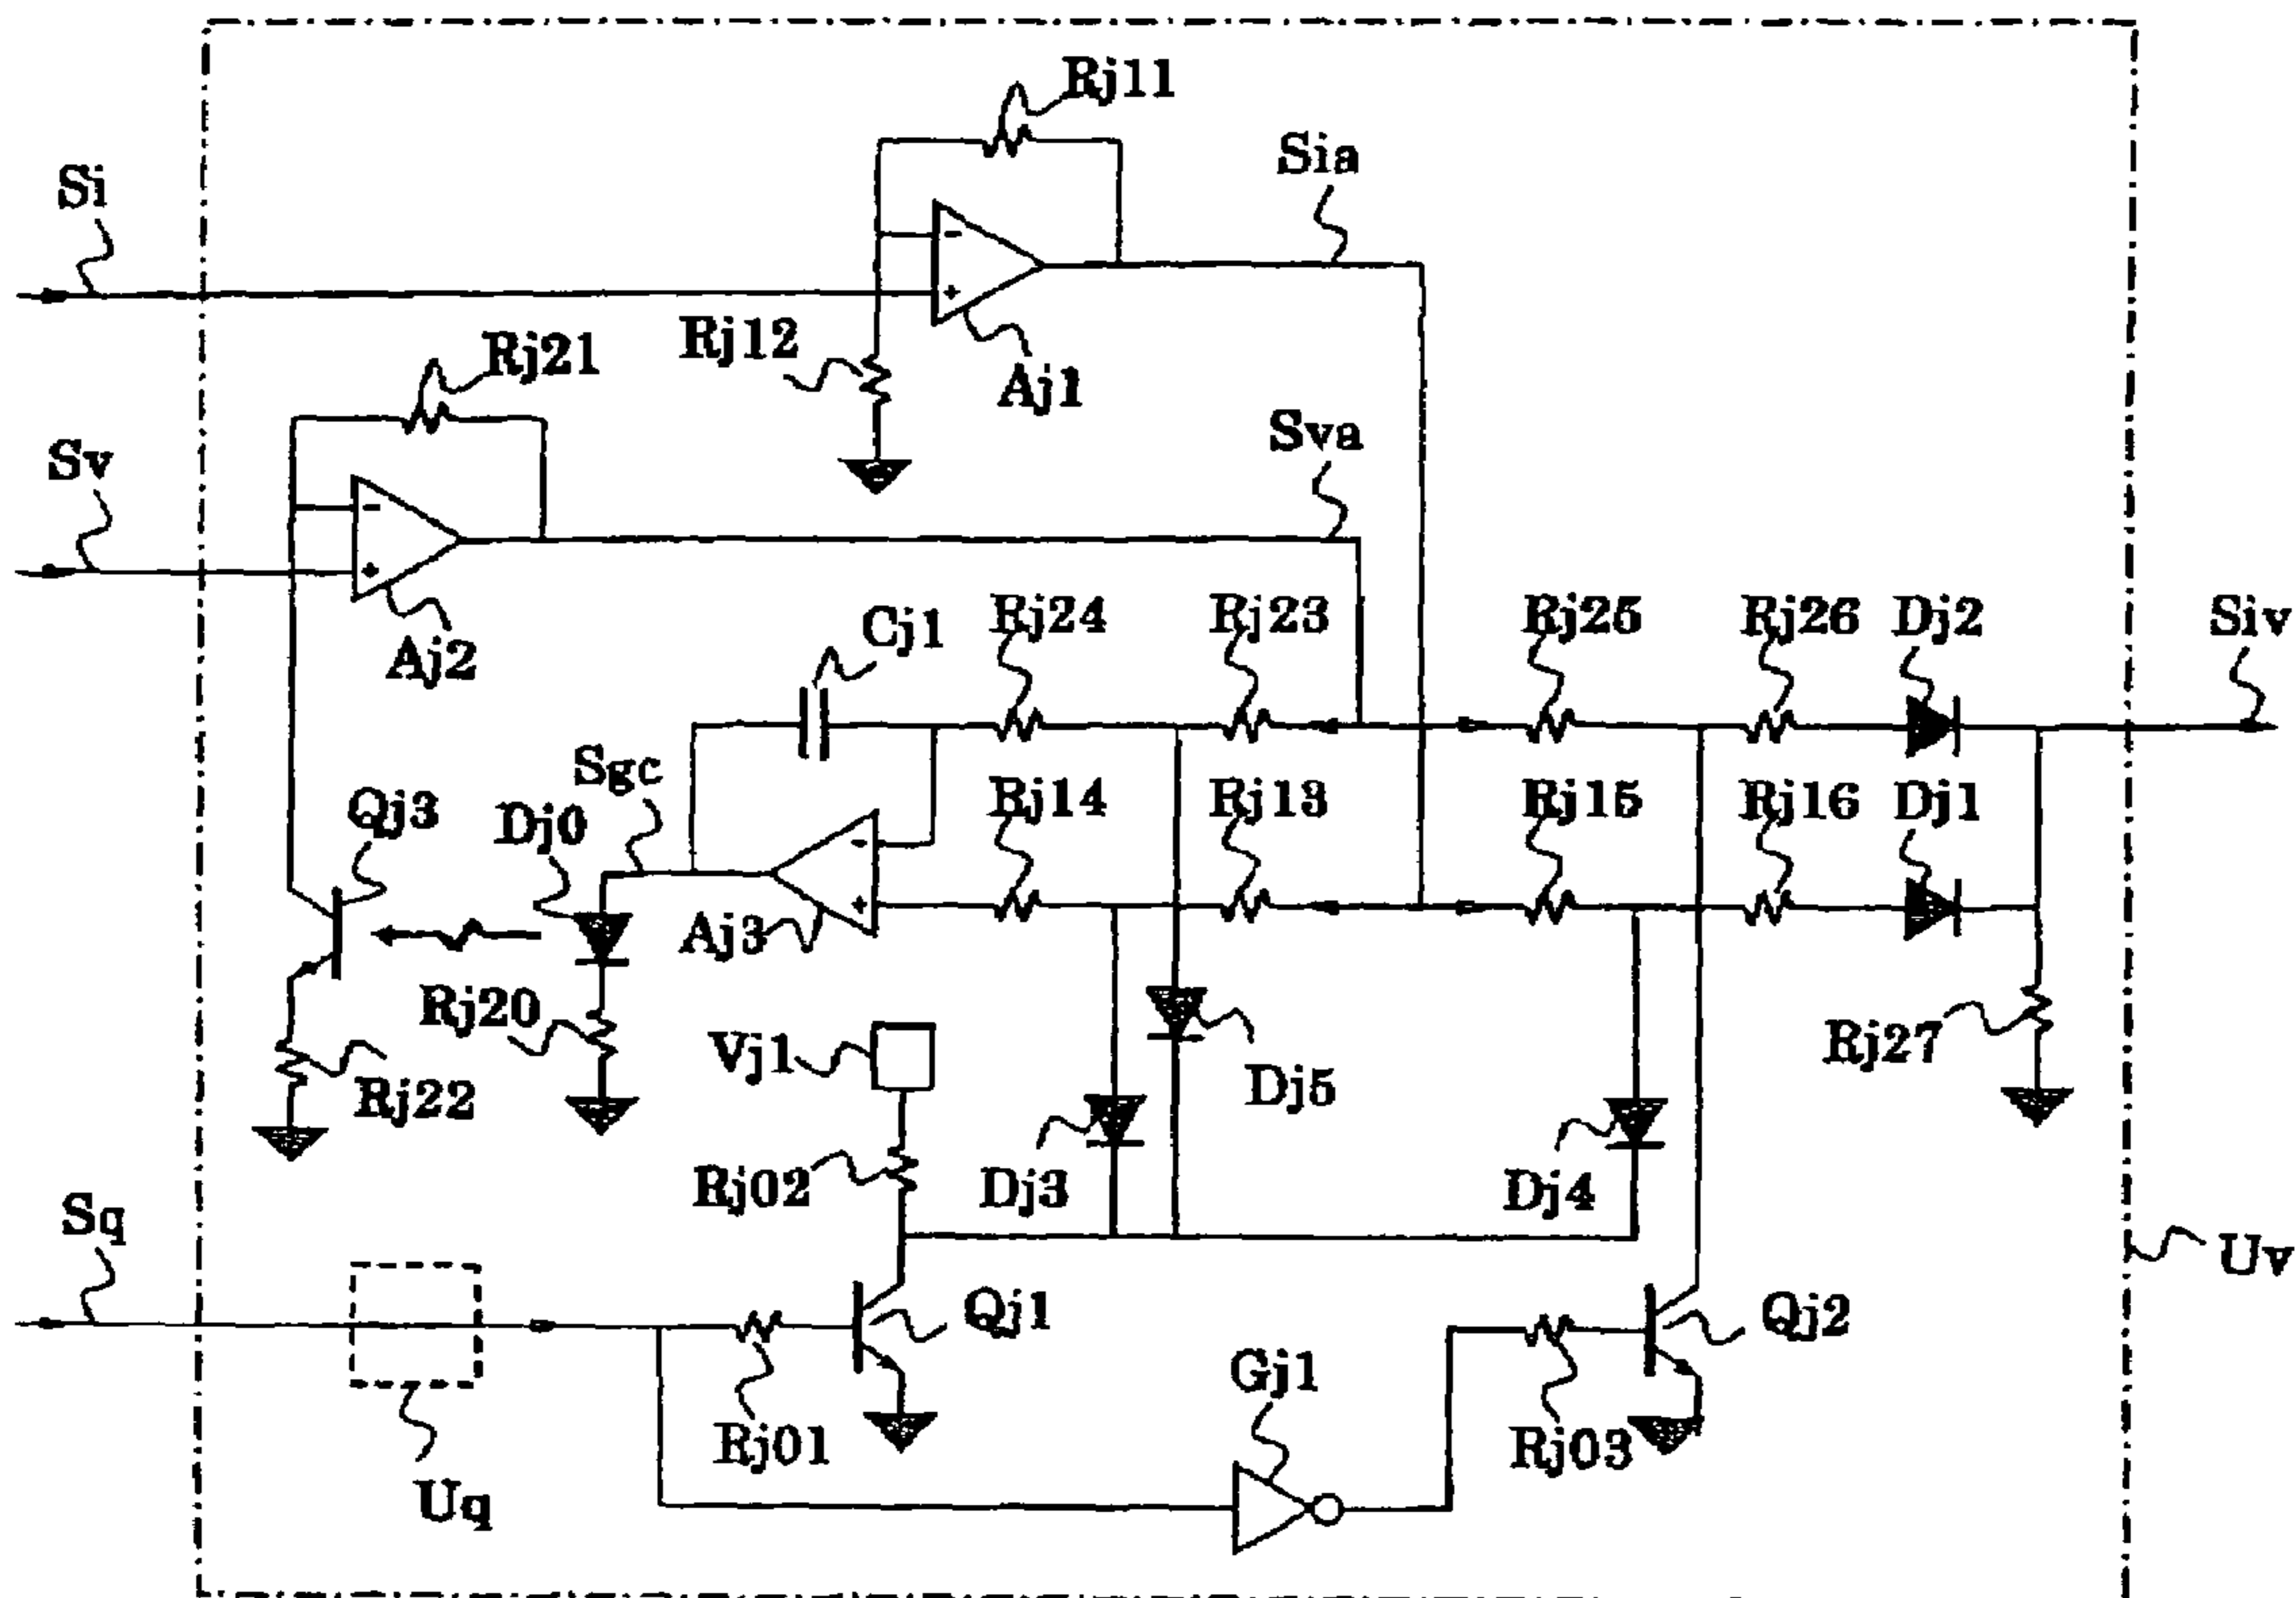 Rj11
Sia
Si
Rj12
Aj1
Rj21
Sv
Sva
Aj2
Cj1
Rj24
Rj23
Rj25
Rj26
Dj2
Siv
Sgc
Qj3
Dj0
Rj14
Rj13
Rj15
Rj16
Dj1
Aj3
Rj20
Vj1
Rj22
Dj5
Rj27
Rj02
Dj3
Dj4
Sq
Uv
Qj1
Qj2
Gj1
Rj01
Rj03
Uq